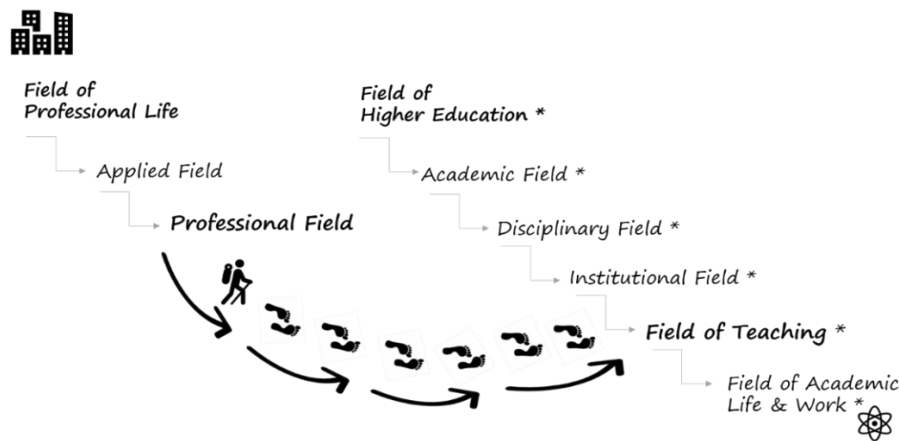 Field of
Professional Life
Applied Field
Professional Field
Field of
Higher Education *
Academic Field *
Disciplinary Field *
Institutional Field *
Field of Teaching *
Field of Academic
Life & Work *